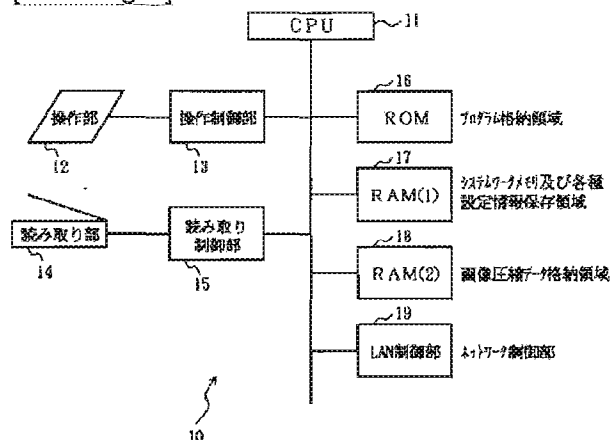 CPU
11
操作部
12
操作制御部
13
16
ROM
プログラム格納領域
17
RAM(1)
システムワークメモリ及び各種
設定情報保存領域
読み取り部
14
読み取り
制御部
15
18
RAM(2)
画像圧縮データ格納領域
19
LAN制御部
ネットワーク制御部
10